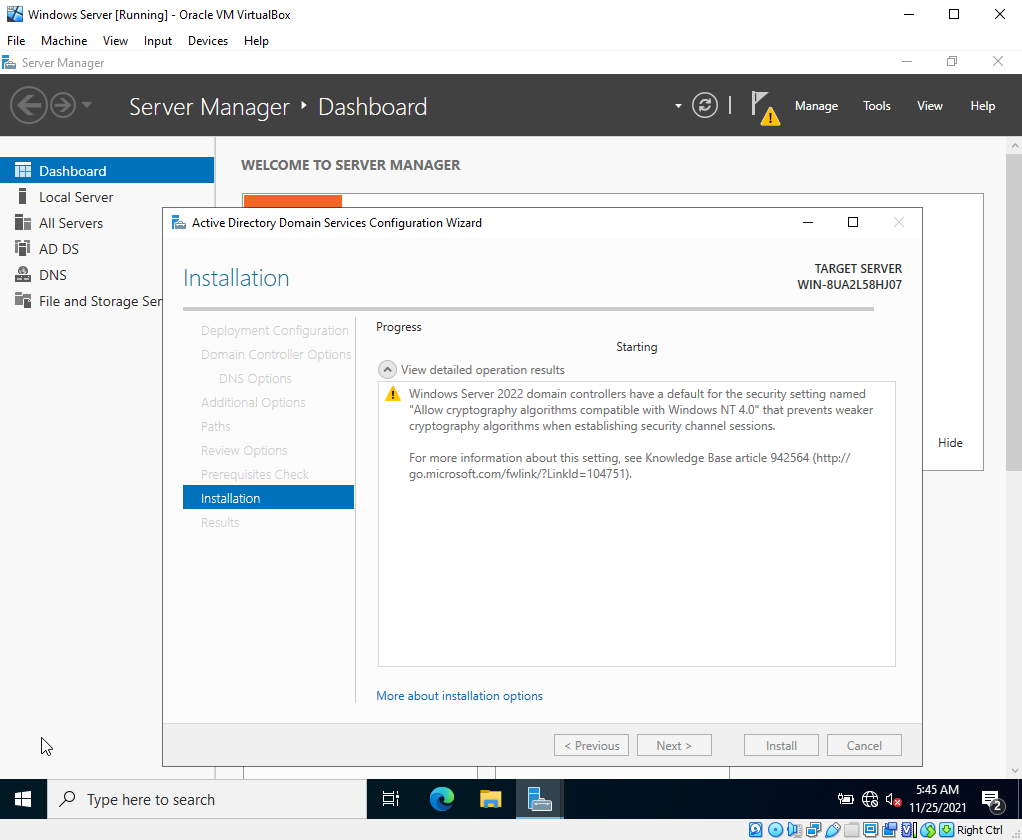 Windows Server [Running] - Oracle VM VirtualBox
File Machine View Input Devices Help
Server Manager
Server Manager Dashboard
Manage Tools View Help
Dashboard
Local Server
All Servers
AD DS
DNS
File and Storage Ser
WELCOME TO SERVER MANAGER
Hide
Active Directory Domain Services Configuration Wizard
Installation
TARGET SERVER
WIN-8UA2L58HJ07
Deployment Configuration
Domain Controller Options
DNS Options
Additional Options
Paths
Review Options
Prerequisites Check
Installation
Results
Progress
Starting
View detailed operation results
Windows Server 2022 domain controllers have a default for the security setting named
"Allow cryptography algorithms compatible with Windows NT 4.0" that prevents weaker
cryptography algorithms when establishing security channel sessions.
For more information about this setting, see Knowledge Base article 942564 (http://
go.microsoft.com/fwlink/?LinkId=104751).
More about installation options
< Previous Next > Install Cancel
Type here to search
5:45 AM
11/25/2021
2
Right Ctrl